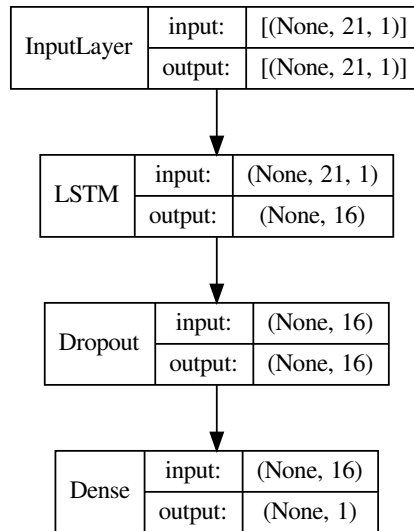 InputLayer
input: [(None, 21, 1)]
output: [(None, 21, 1)]
LSTM
input: (None, 21, 1)
output: (None, 16)
Dropout
input: (None, 16)
output: (None, 16)
Dense
input: (None, 16)
output: (None, 1)